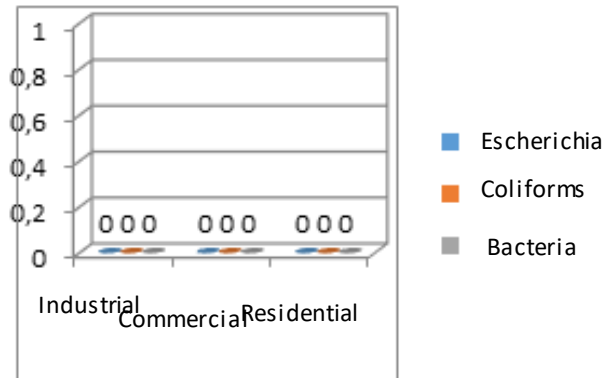 1
0,8
0,6
0,4
0,2
0
0 0 0 0 0 0 0 0 0
Industrial
Commercial
Residential
Escherichia
Coliforms
Bacteria